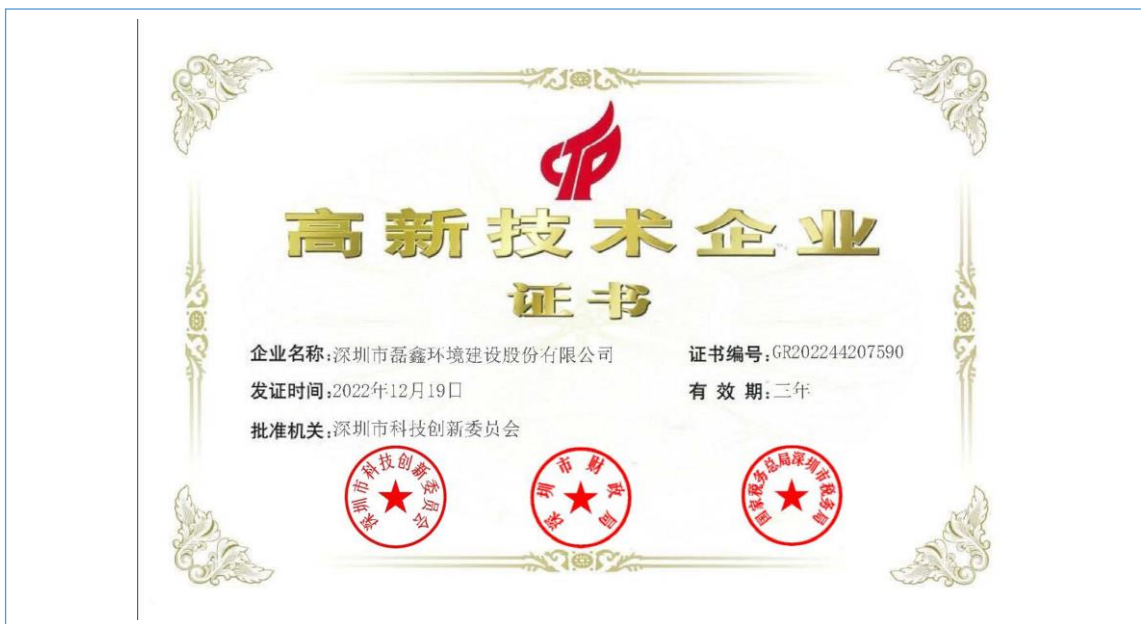 高新技术企业
证书
企业名称:深圳市磊鑫环境建设股份有限公司 证书编号:GR202244207590
发证时间:2022年12月19日 有 效 期:三年
批准机关:深圳市科技创新委员会
深圳市科技创新委员会
深圳市财政局
国家税务总局深圳市税务局